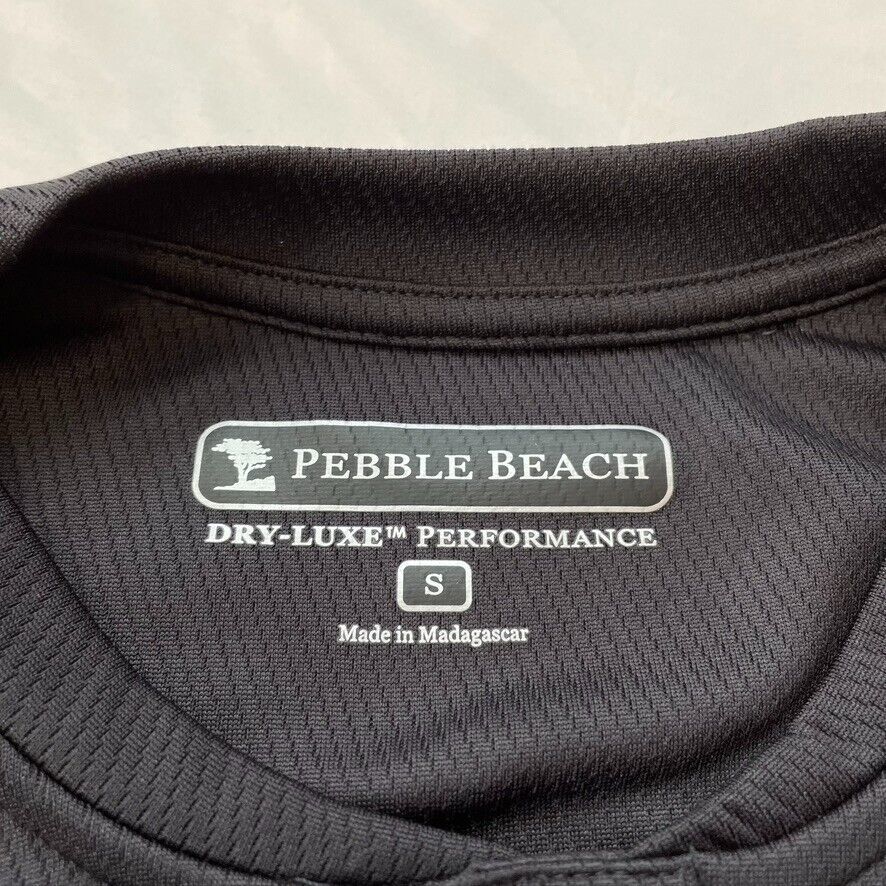 PEBBLE BEACH
DRY-LUXE™ PERFORMANCE
S
Made in Madagascar